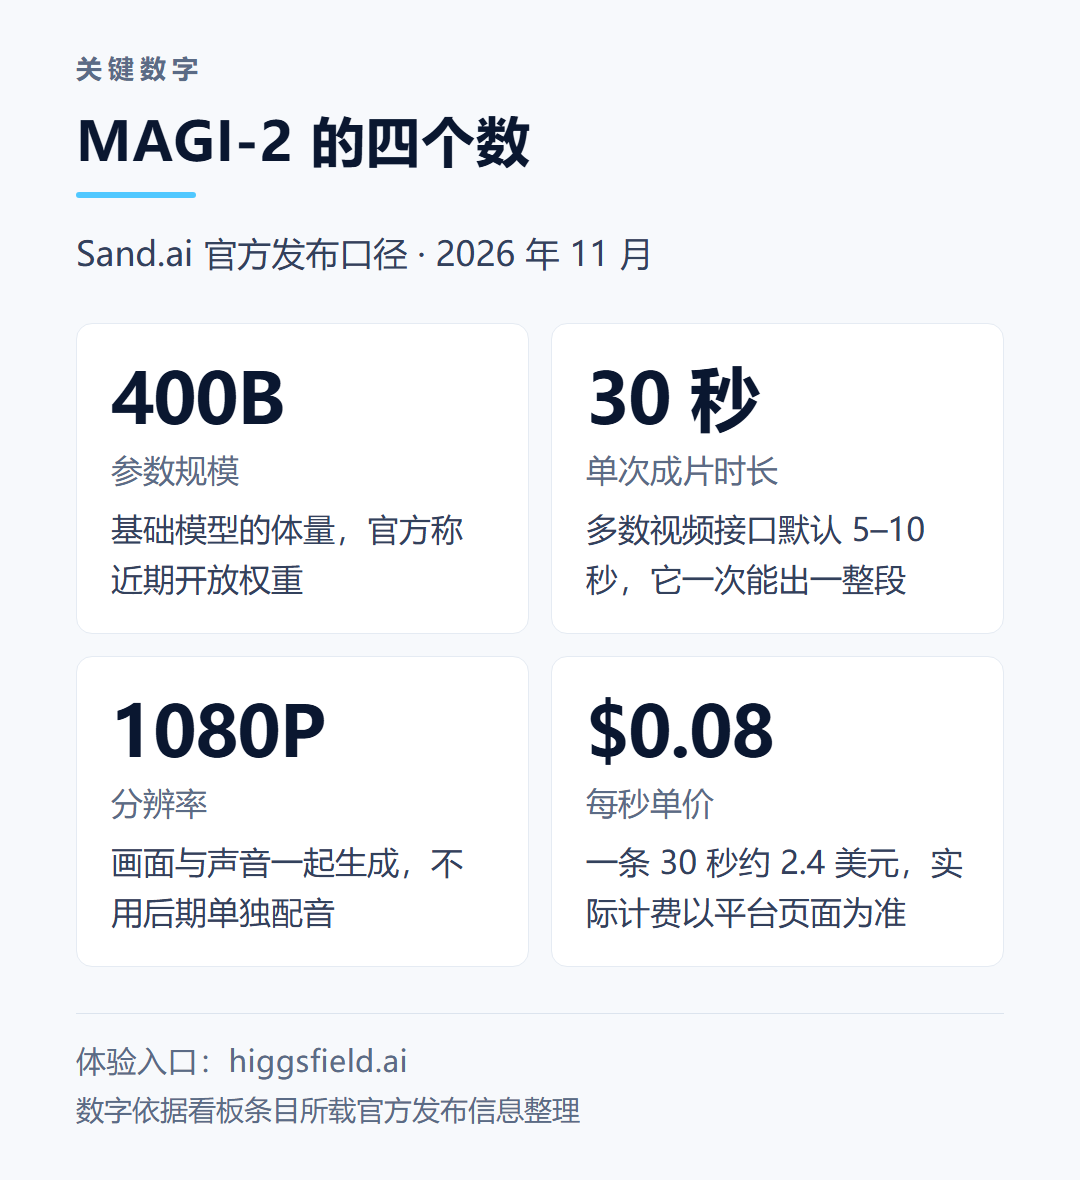 关键数字
MAGI-2 的四个数
Sand.ai 官方发布口径 · 2026 年 11 月
400B
参数规模
基础模型的体量，官方称
近期开放权重
30 秒
单次成片时长
多数视频接口默认 5–10
秒，它一次能出一整段
1080P
分辨率
画面与声音一起生成，不
用后期单独配音
$0.08
每秒单价
一条 30 秒约 2.4 美元，实
际计费以平台页面为准
体验入口：higgsfield.ai
数字依据看板条目所载官方发布信息整理